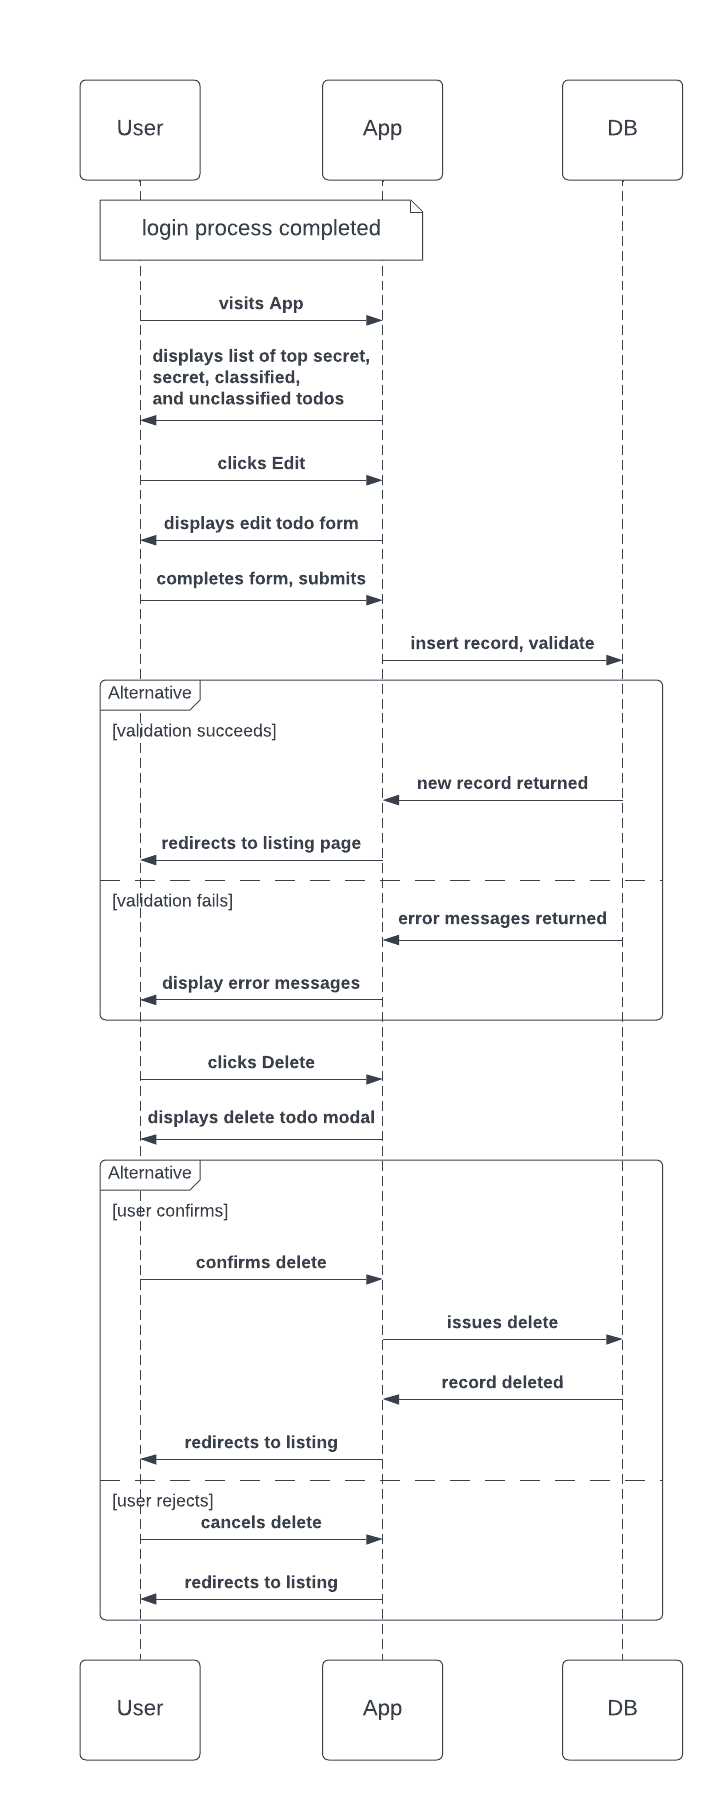 User
App
DB
login process completed
visits App
displays list of top secret,
secret, classified,
and unclassified todos
clicks Edit
displays edit todo form
completes form, submits
insert record, validate
Alternative
[validation succeeds]
new record returned
redirects to listing page
[validation fails]
error messages returned
display error messages
clicks Delete
displays delete todo modal
Alternative
[user confirms]
confirms delete
issues delete
record deleted
redirects to listing
[user rejects]
cancels delete
redirects to listing
User
App
DB